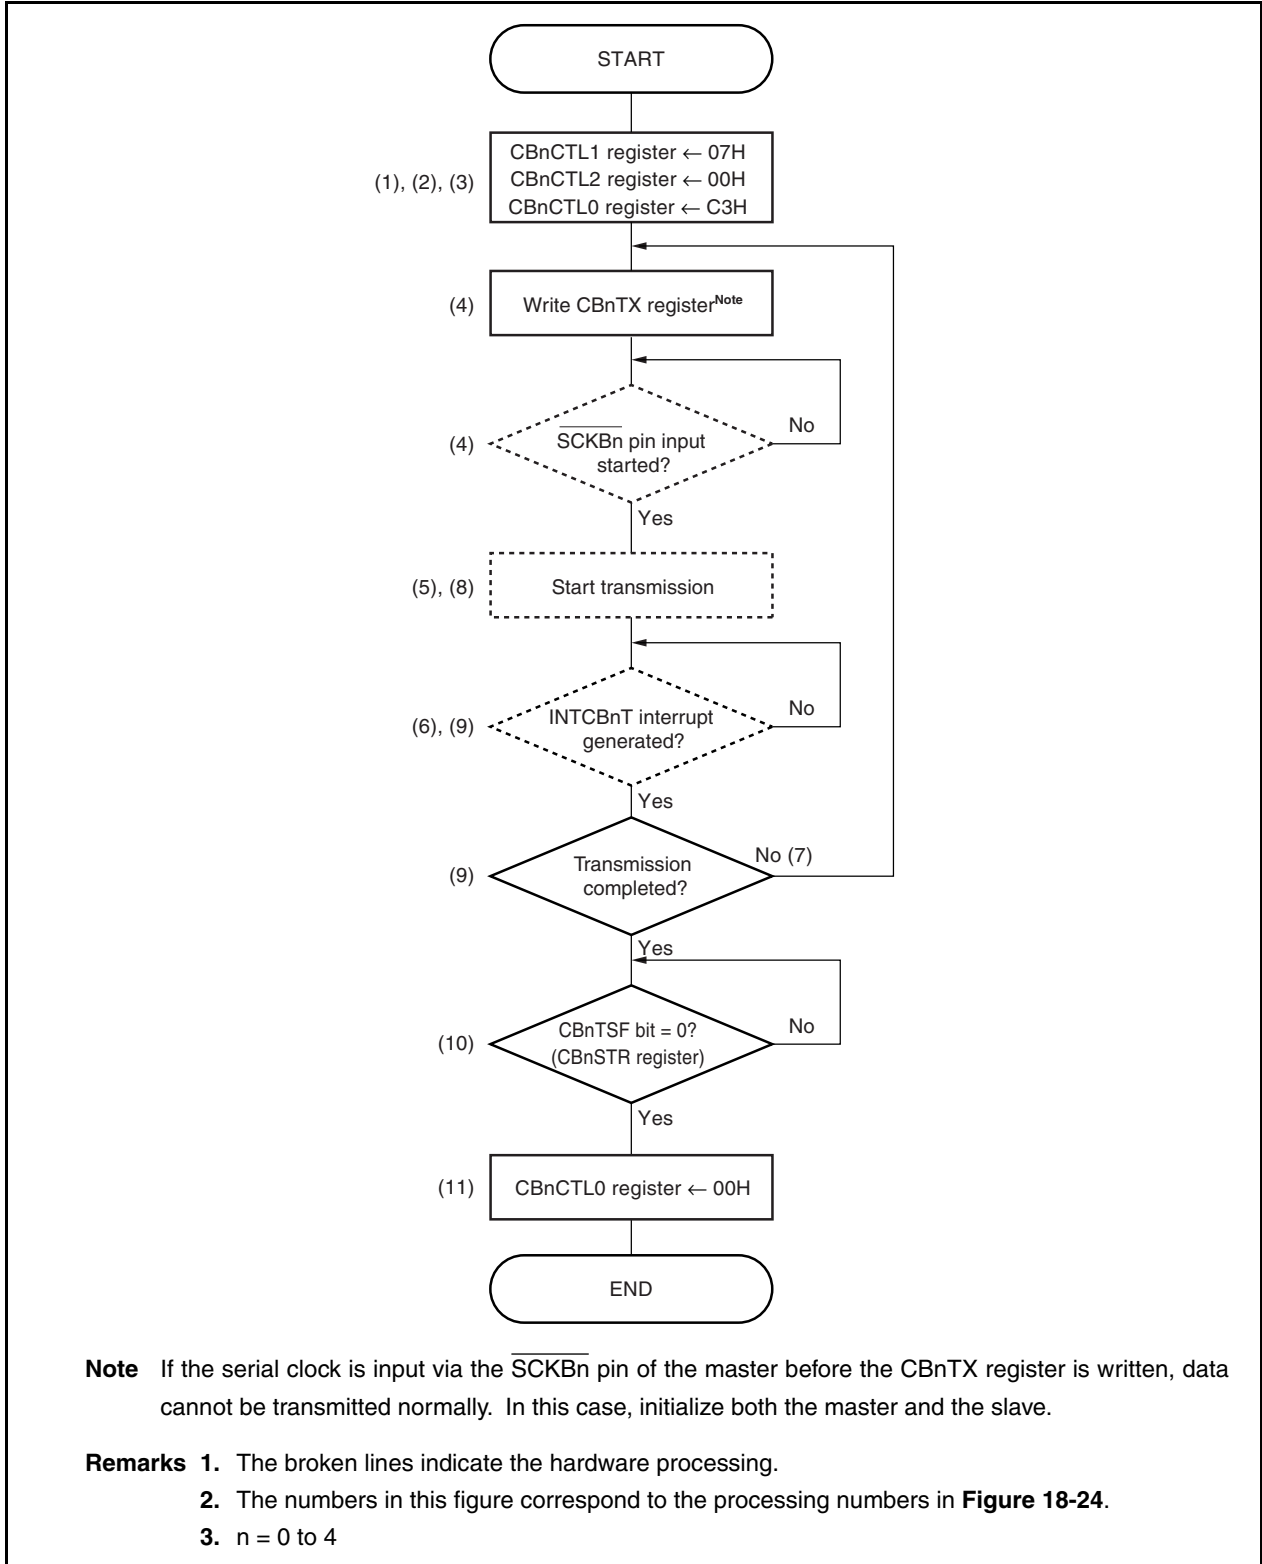 START
CBnCTL1 register ← 07H
(1), (2), (3) CBnCTL2 register ← 00H
CBnCTL0 register ← C3H
(4) Write CBnTX registerNote
(4) SCKBn pin input No
started?
Yes
(5), (8) Start transmission
(6), (9) INTCBnT interrupt No
generated?
Yes
(9) Transmission No (7)
completed?
Yes
(10) CBnTSF bit = 0? No
(CBnSTR register)
Yes
(11) CBnCTL0 register ← 00H
END
Note If the serial clock is input via the SCKBn pin of the master before the CBnTX register is written, data
cannot be transmitted normally. In this case, initialize both the master and the slave.
Remarks 1. The broken lines indicate the hardware processing.
2. The numbers in this figure correspond to the processing numbers in Figure 18-24.
3. n = 0 to 4